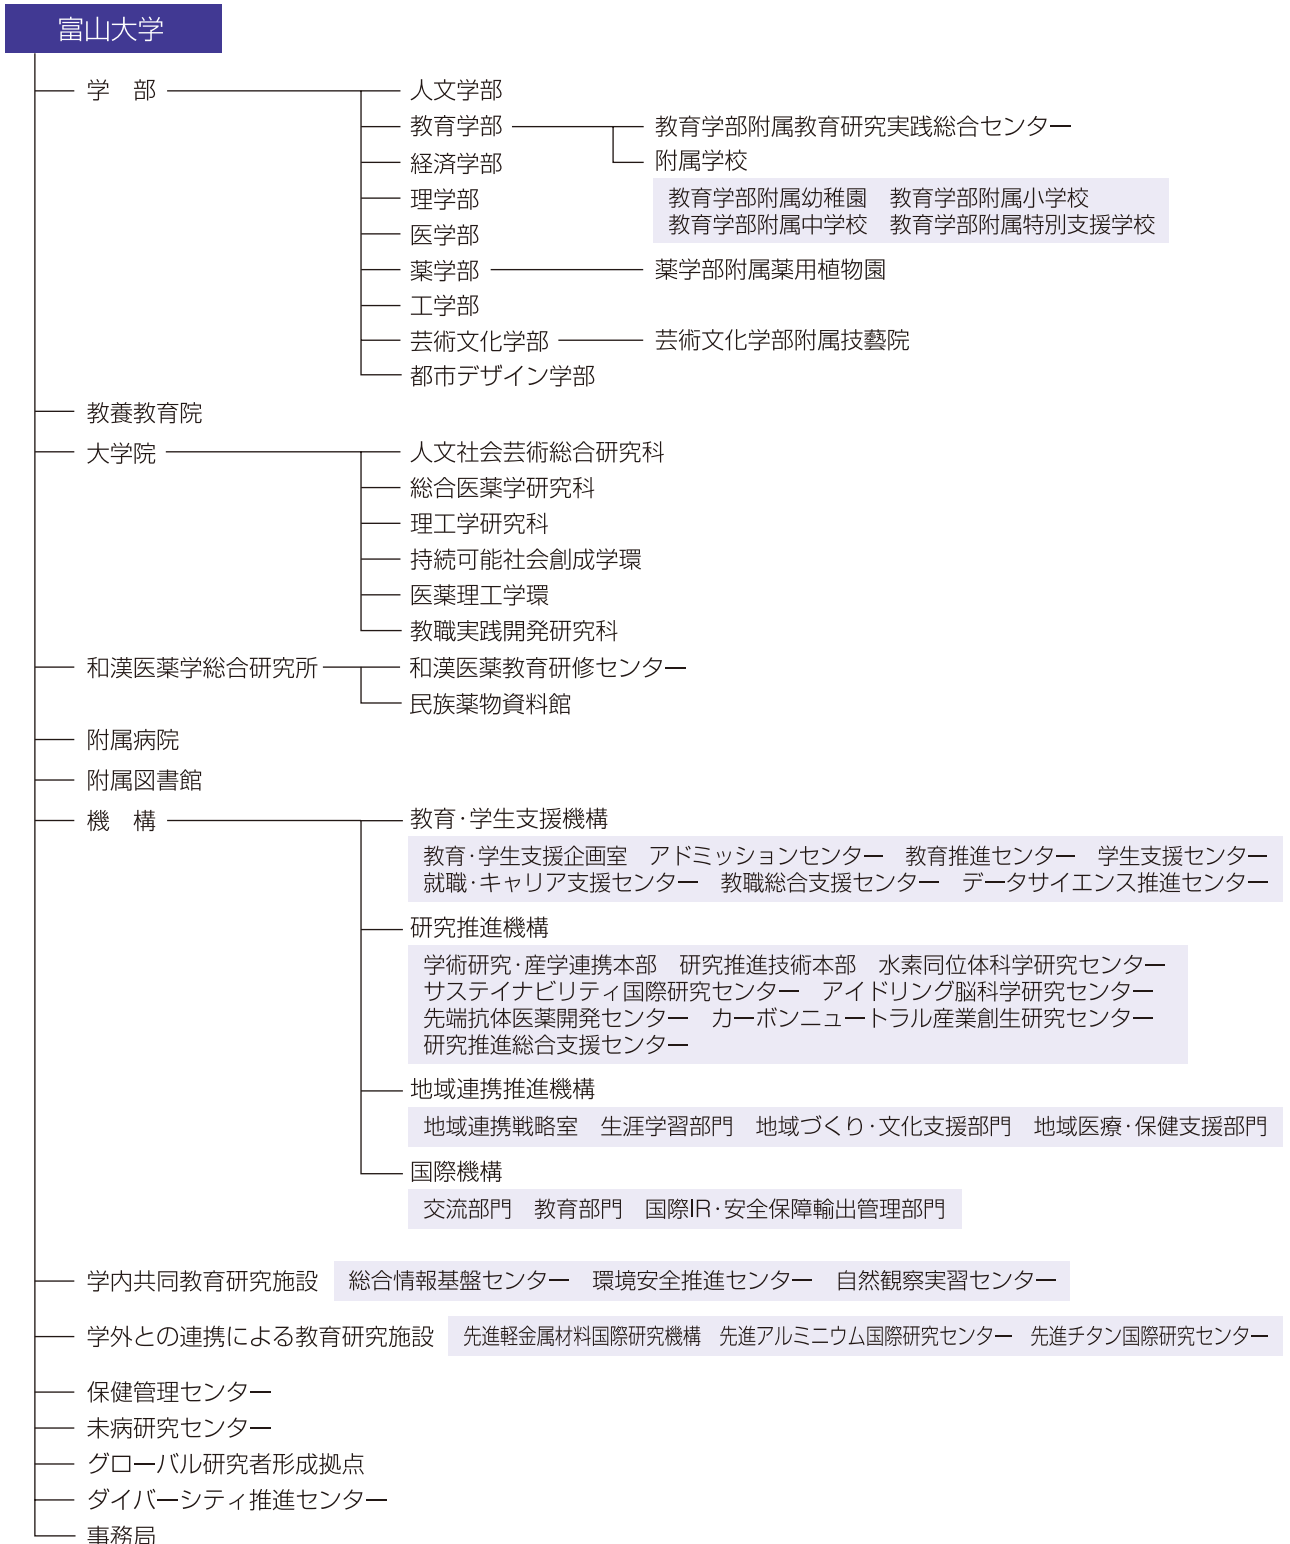 富山大学
学　部
人文学部
教育学部
教育学部附属教育研究実践総合センター
附属学校
教育学部附属幼稚園　教育学部附属小学校
教育学部附属中学校　教育学部附属特別支援学校
経済学部
理学部
医学部
薬学部
薬学部附属薬用植物園
工学部
芸術文化学部
芸術文化学部附属技藝院
都市デザイン学部
教養教育院
大学院
人文社会芸術総合研究科
総合医薬学研究科
理工学研究科
持続可能社会創成学環
医薬理工学環
教職実践開発研究科
和漢医薬学総合研究所
和漢医薬教育研修センター
民族薬物資料館
附属病院
附属図書館
機　構
教育·学生支援機構
教育·学生支援企画室　アドミッションセンター　教育推進センター　学生支援センター
就職·キャリア支援センター　教職総合支援センター　データサイエンス推進センター
研究推進機構
学術研究·産学連携本部　研究推進技術本部　水素同位体科学研究センター
サステイナビリティ国際研究センター　アイドリング脳科学研究センター
先端抗体医薬開発センター　カーボンニュートラル産業創生研究センター
研究推進総合支援センター
地域連携推進機構
地域連携戦略室　生涯学習部門　地域づくり·文化支援部門　地域医療·保健支援部門
国際機構
交流部門　教育部門　国際IR·安全保障輸出管理部門
学内共同教育研究施設　総合情報基盤センター　環境安全推進センター　自然観察実習センター
学外との連携による教育研究施設　先進軽金属材料国際研究機構　先進アルミニウム国際研究センター　先進チタン国際研究センター
保健管理センター
未病研究センター
グローバル研究者形成拠点
ダイバーシティ推進センター
事務局